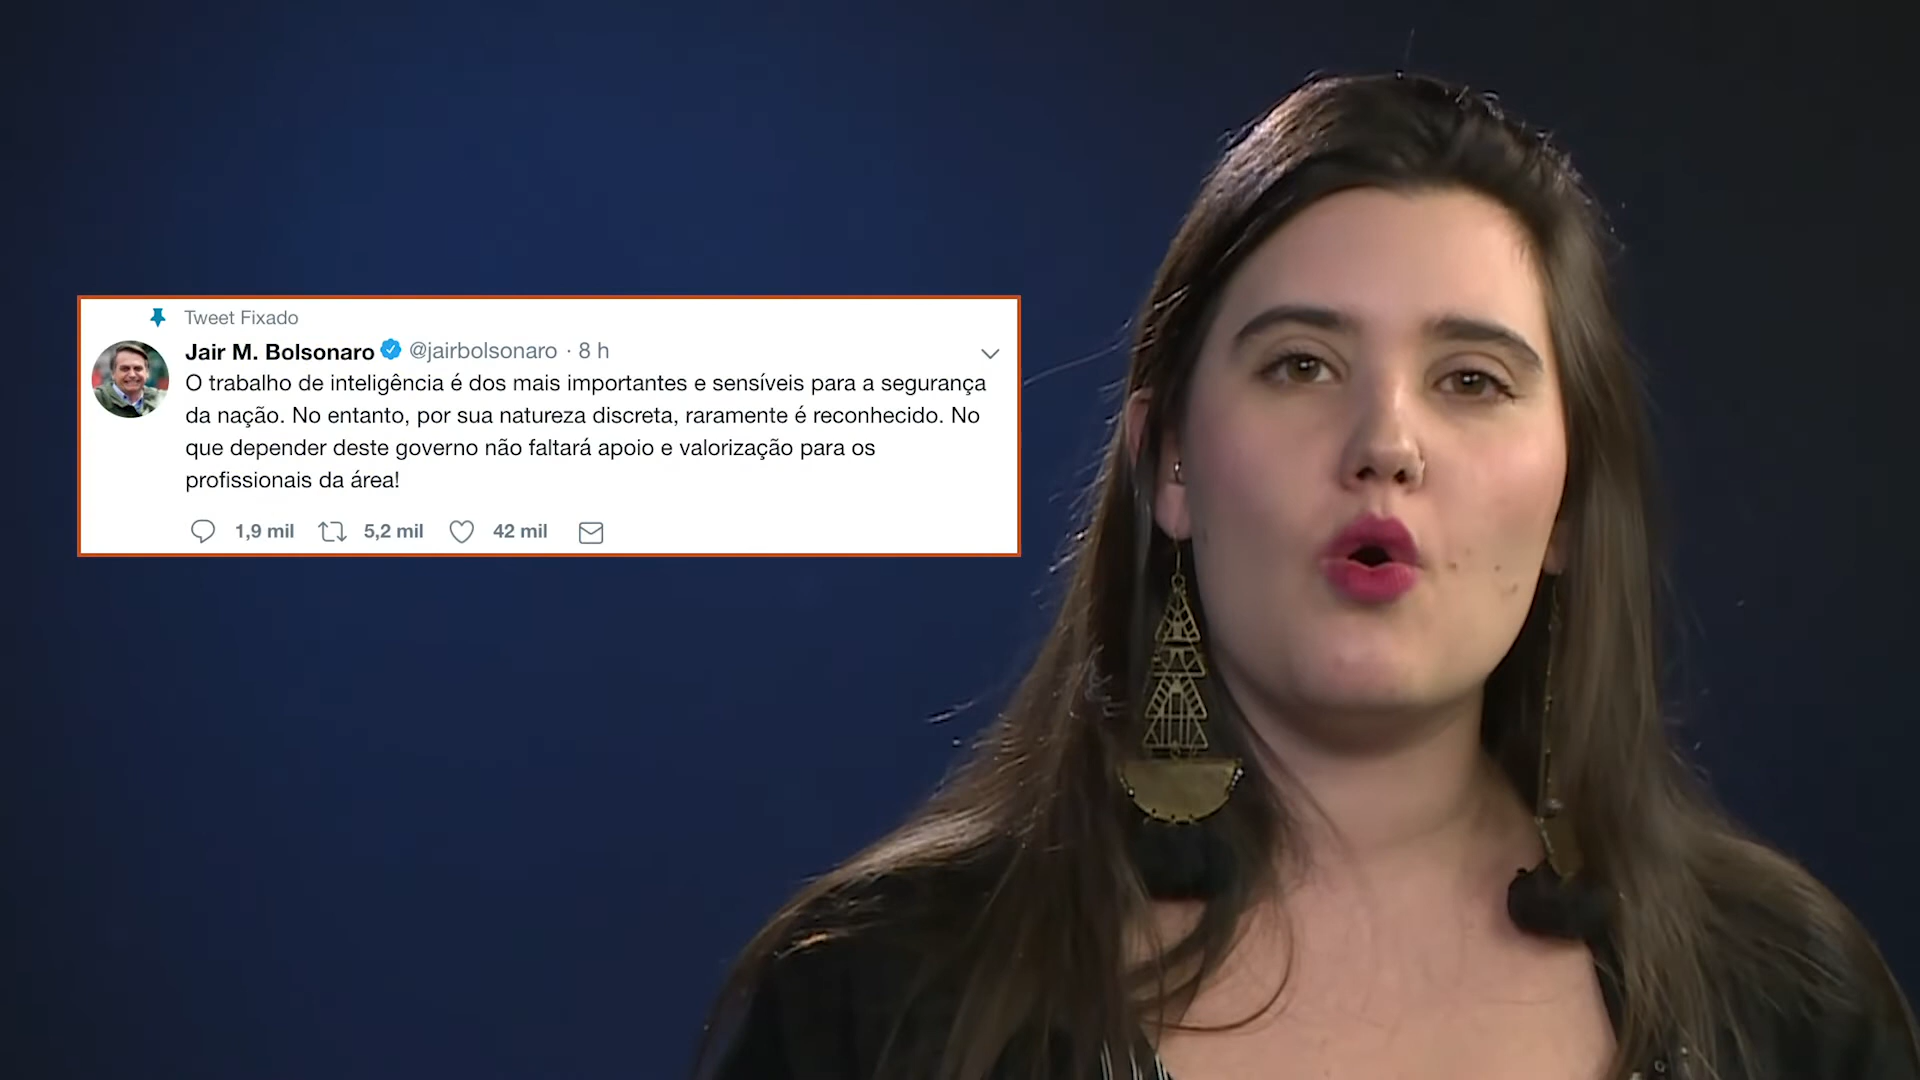 Tweet Fixado
Jair M. Bolsonaro @jairbolsonaro · 8 h
O trabalho de inteligência é dos mais importantes e sensíveis para a segurança
da nação. No entanto, por sua natureza discreta, raramente é reconhecido. No
que depender deste governo não faltará apoio e valorização para os
profissionais da área!
1,9 mil 5,2 mil 42 mil